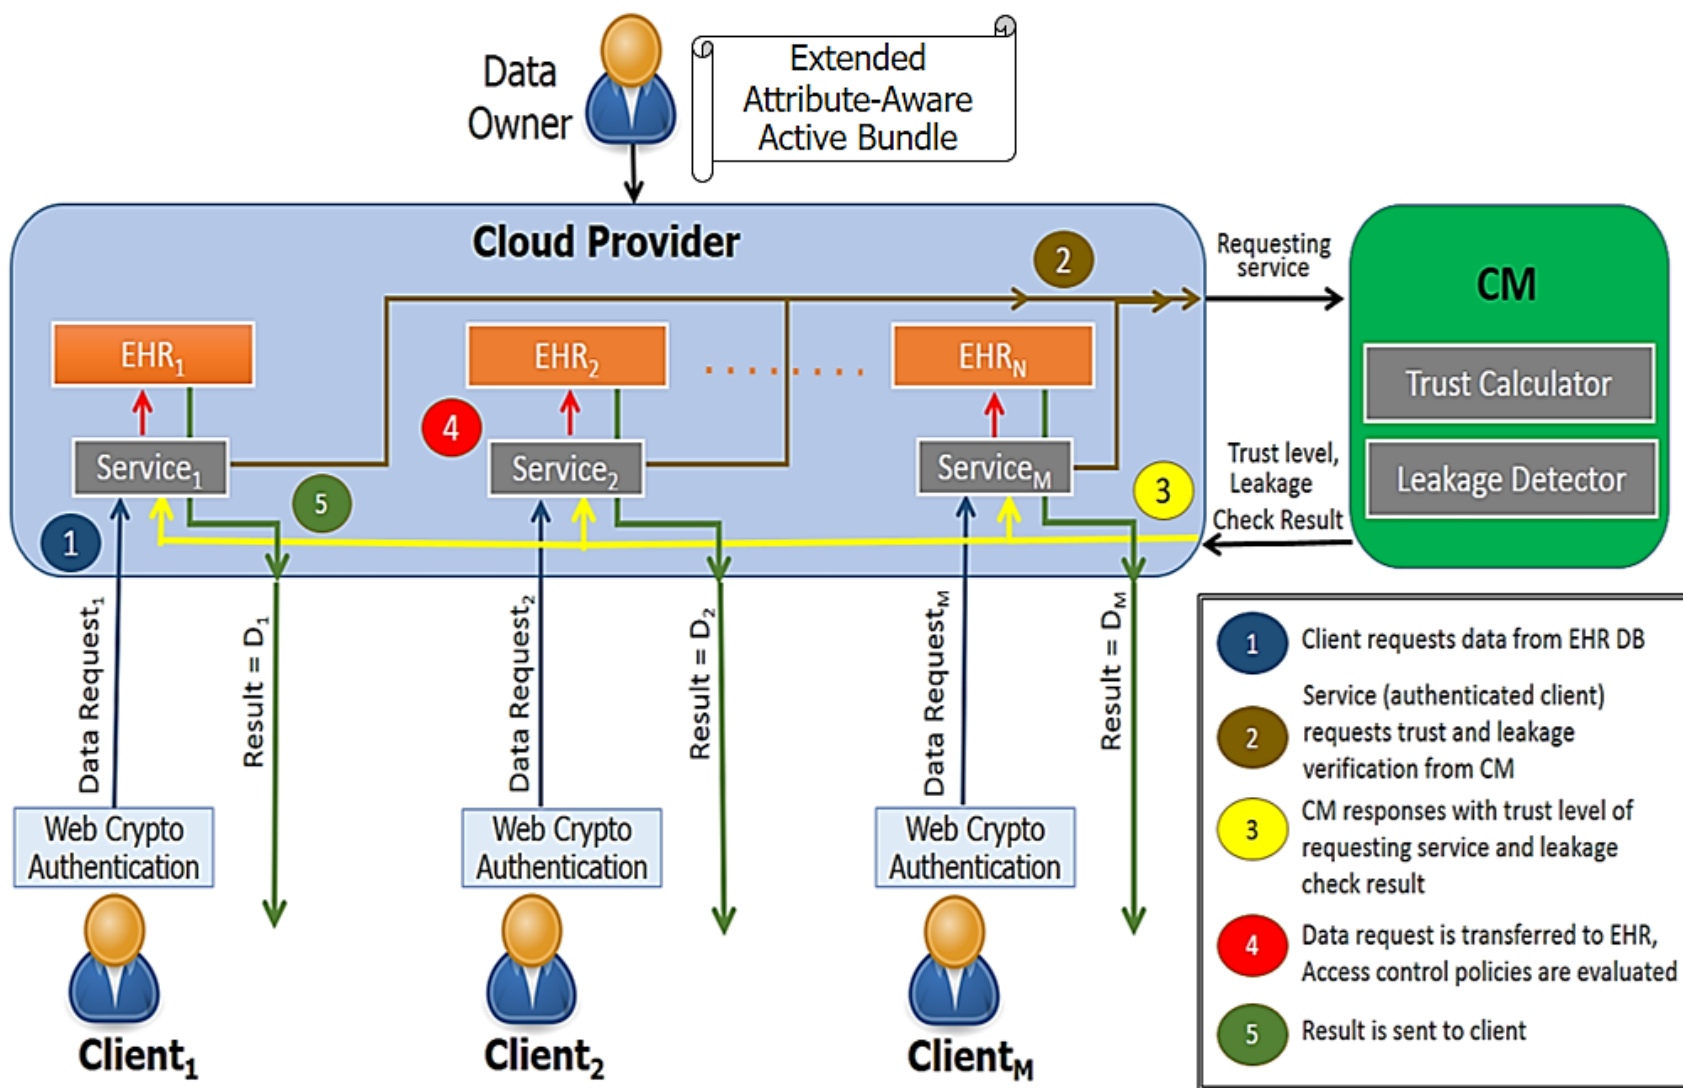 Data
Owner
Extended
Attribute-Aware
Active Bundle
Cloud Provider
2
Requesting
service
CM
EHR1
EHR2
EHRN
Trust Calculator
4
Service1
Service2
ServiceM
Trust level,
Leakage
Check Result
Leakage Detector
5
3
1
Data Request1
Result = D1
Data Request2
Result = D2
Data RequestM
Result = DM
Web Crypto
Authentication
Web Crypto
Authentication
Web Crypto
Authentication
Client1
Client2
ClientM
1 Client requests data from EHR DB
Service (authenticated client)
2 requests trust and leakage
verification from CM
CM responses with trust level of
3 requesting service and leakage
check result
4 Data request is transferred to EHR,
Access control policies are evaluated
5 Result is sent to client